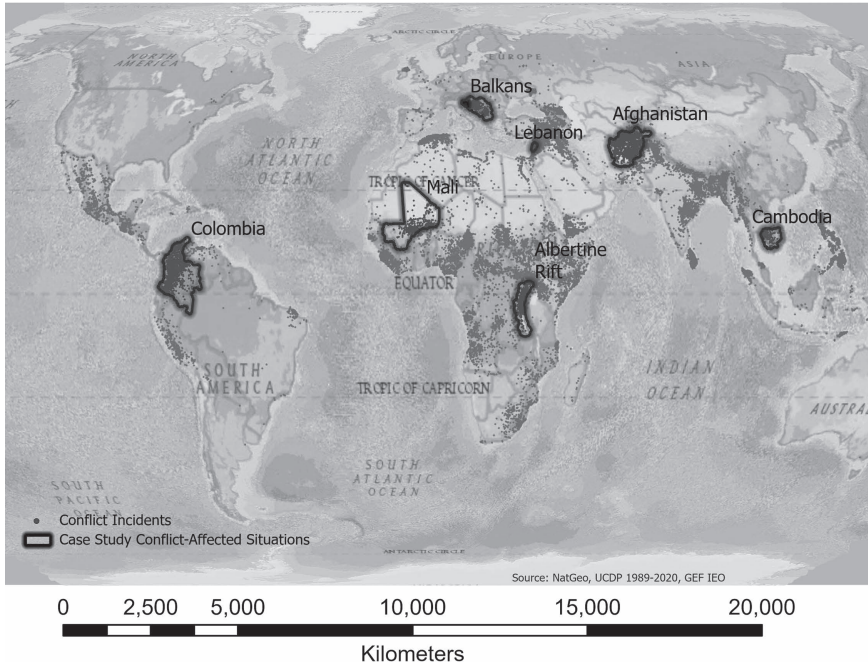 ARCTIC CIRCLE
NORTH
AMERICA
EUROPE
ASIA
Balkans
Afghanistan
Lebanon
NORTH
ATLANTIC
OCEAN
TROPIC OF CANCER
Mali
Colombia
Cambodia
Albertine
Rift
EQUATOR
SOUTH
AMERICA
INDIAN
OCEAN
TROPIC OF CAPRICORN
AUSTRAL
SOUTH
ATLANTIC
OCEAN
SOUTH
PACIFIC
OCEAN
Conflict Incidents
Case Study Conflict-Affected Situations
ANTARCTIC CIRCLE
Source: NatGeo, UCDP 1989-2020, GEF IEO
0 2,500 5,000 10,000 15,000 20,000
Kilometers